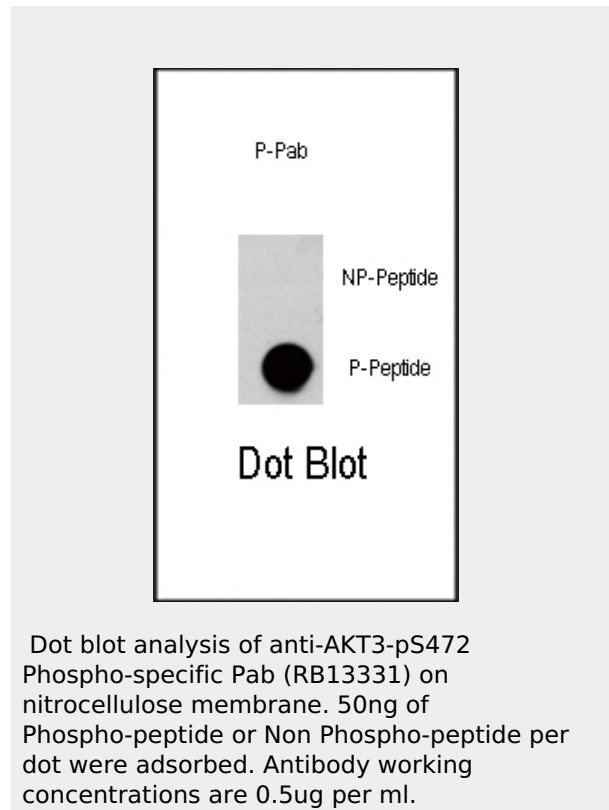 P-Pab
NP-Peptide
P-Peptide
Dot Blot
Dot blot analysis of anti-AKT3-pS472
Phospho-specific Pab (RB13331) on
nitrocellulose membrane. 50ng of
Phospho-peptide or Non Phospho-peptide per
dot were adsorbed. Antibody working
concentrations are 0.5ug per ml.